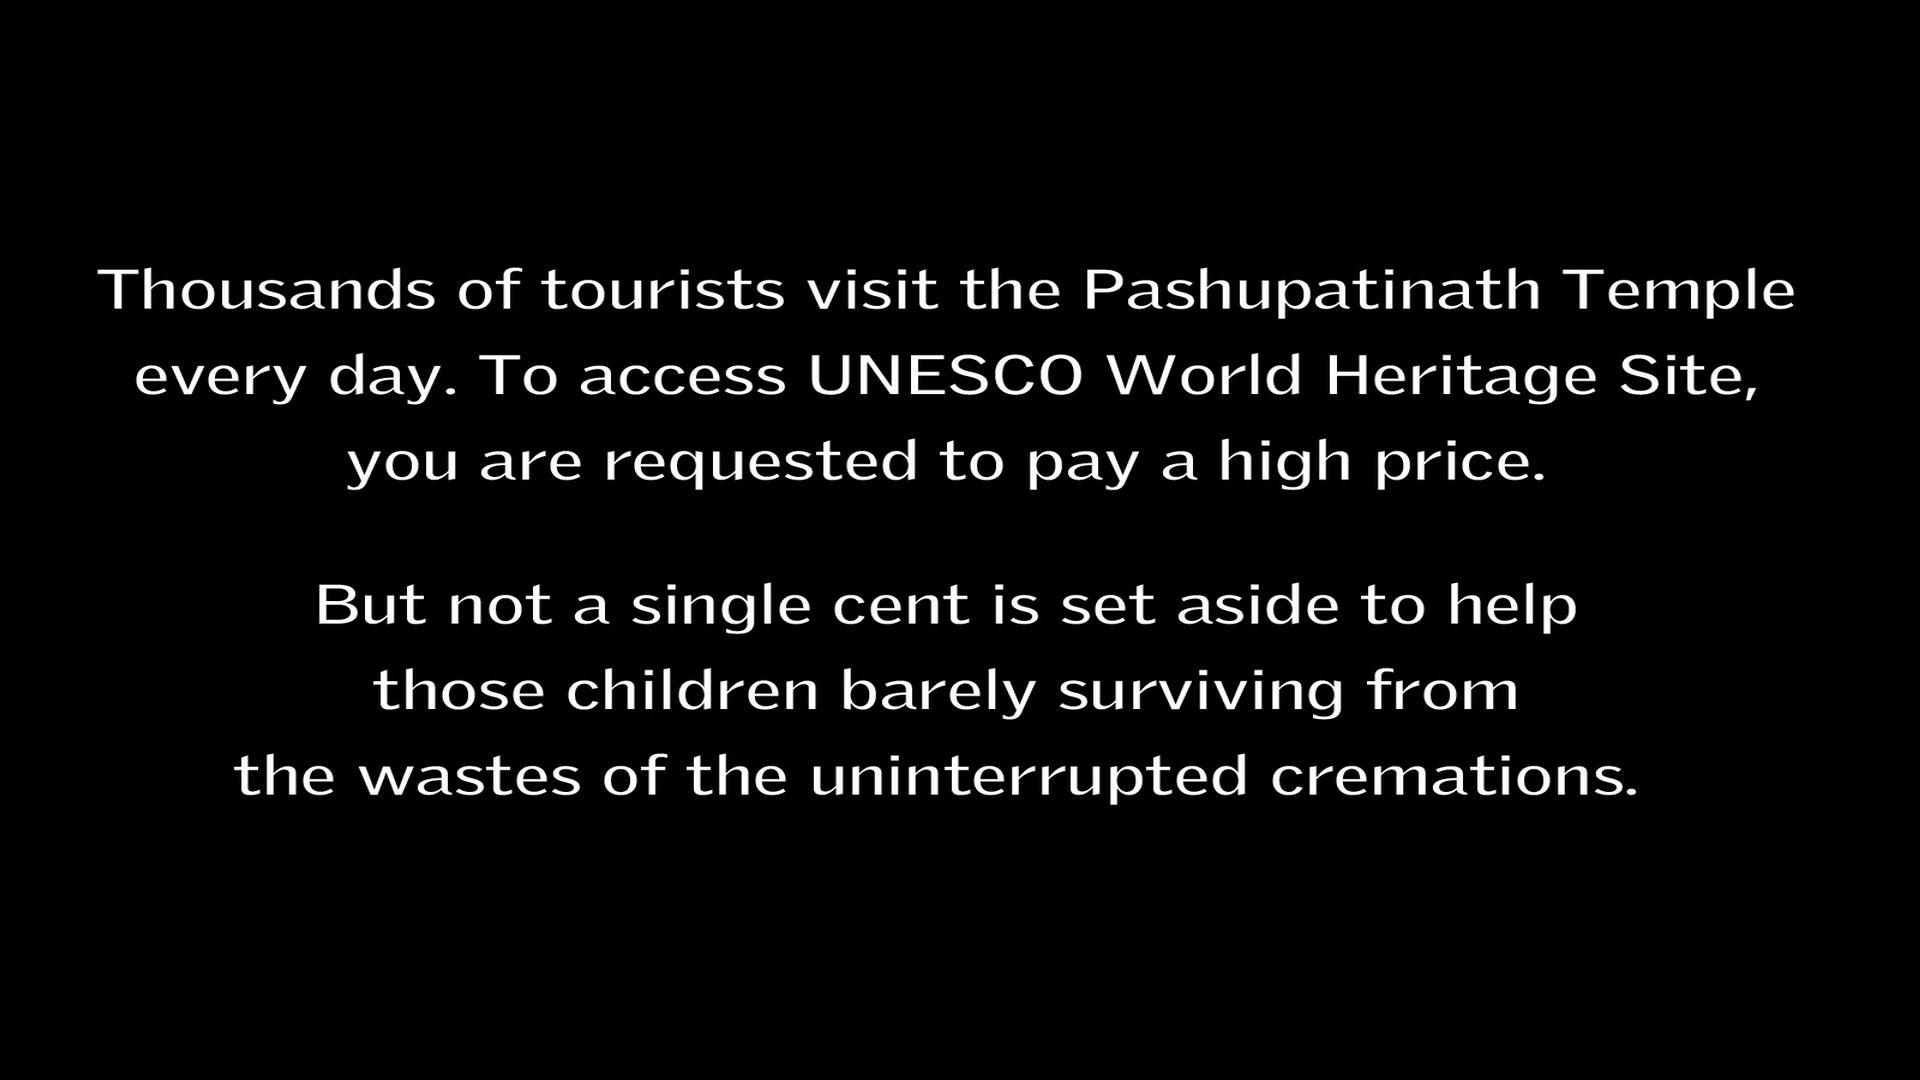 Thousands of tourists visit the Pashupatinath Temple
every day. To access UNESCO World Heritage Site,
you are requested to pay a high price.
But not a single cent is set aside to help
those children barely surviving from
the wastes of the uninterrupted cremations.